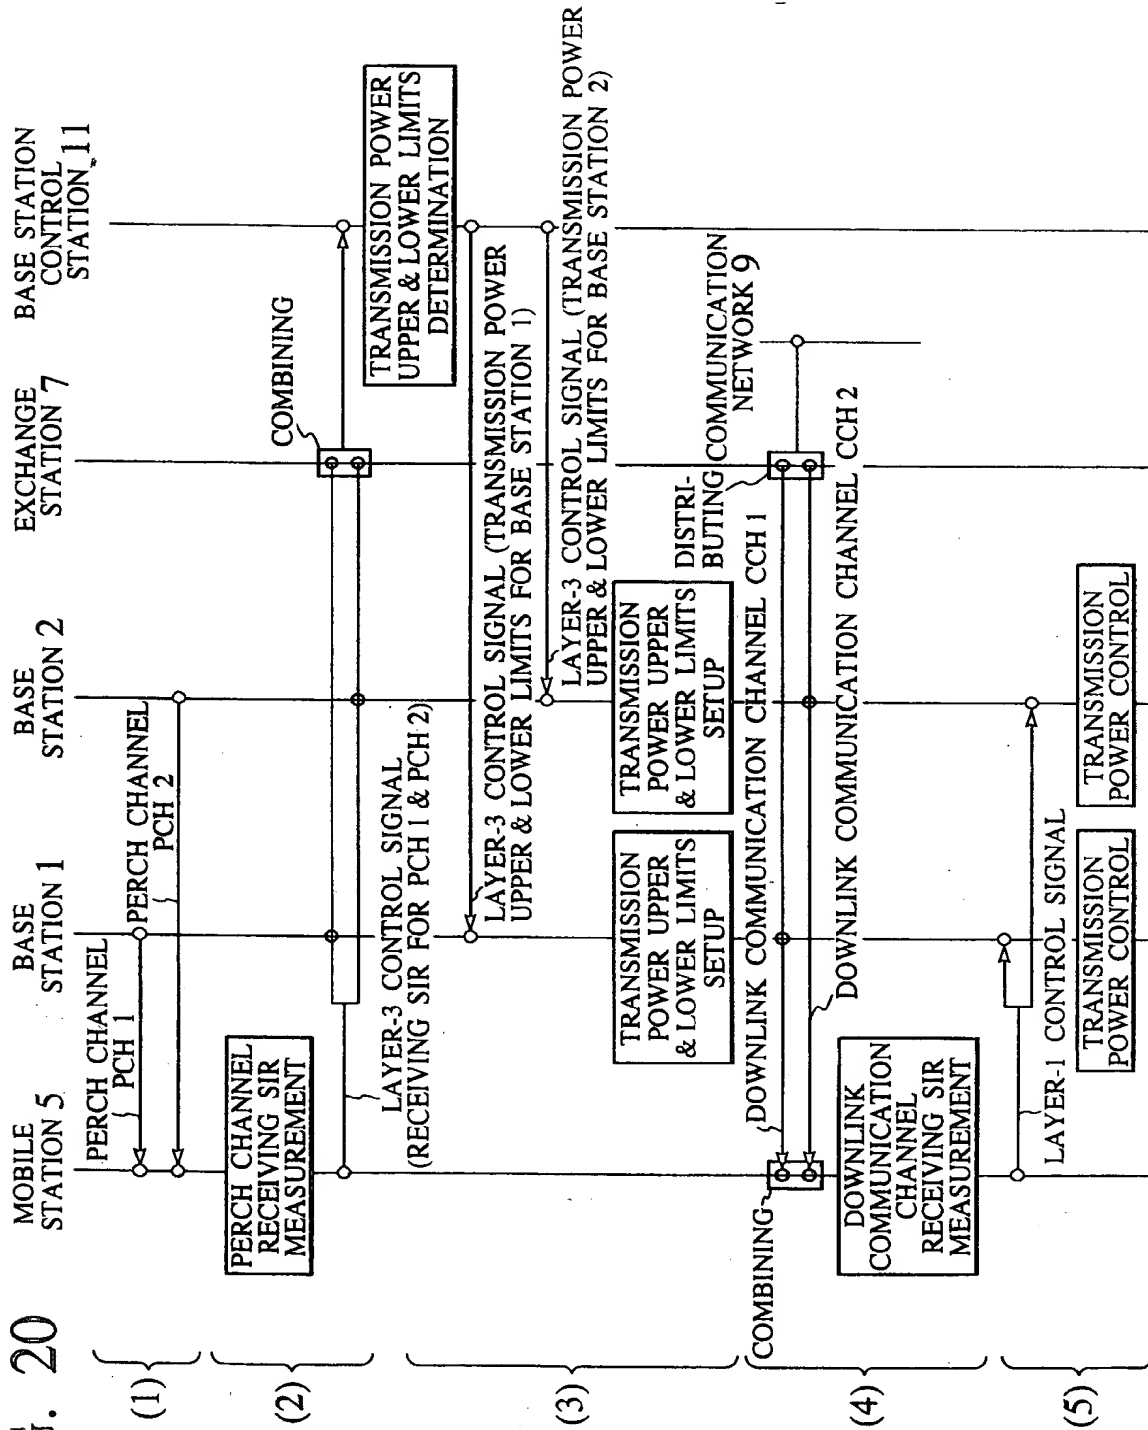 20
MOBILE
STATION 5
BASE
STATION 1
BASE
STATION 2
EXCHANGE
STATION 7
BASE STATION
CONTROL
STATION 11
(1)
PERCH CHANNEL
PCH 1
PERCH CHANNEL
PCH 2
(2)
PERCH CHANNEL
RECEIVING SIR
MEASUREMENT
COMBINING
LAYER-3 CONTROL SIGNAL
(RECEIVING SIR FOR PCH 1 & PCH 2)
TRANSMISSION POWER
UPPER & LOWER LIMITS
DETERMINATION
(3)
LAYER-3 CONTROL SIGNAL (TRANSMISSION POWER
UPPER & LOWER LIMITS FOR BASE STATION 1)
LAYER-3 CONTROL SIGNAL (TRANSMISSION POWER
UPPER & LOWER LIMITS FOR BASE STATION 2)
TRANSMISSION
POWER UPPER
& LOWER LIMITS
SETUP
TRANSMISSION
POWER UPPER
& LOWER LIMITS
SETUP
(4)
DISTRI-
BUTING
COMMUNICATION
NETWORK 9
DOWNLINK COMMUNICATION CHANNEL CCH 1
COMBINING
DOWNLINK COMMUNICATION CHANNEL CCH 2
DOWNLINK
COMMUNICATION
CHANNEL
RECEIVING SIR
MEASUREMENT
(5)
LAYER-1 CONTROL SIGNAL
TRANSMISSION
POWER CONTROL
TRANSMISSION
POWER CONTROL